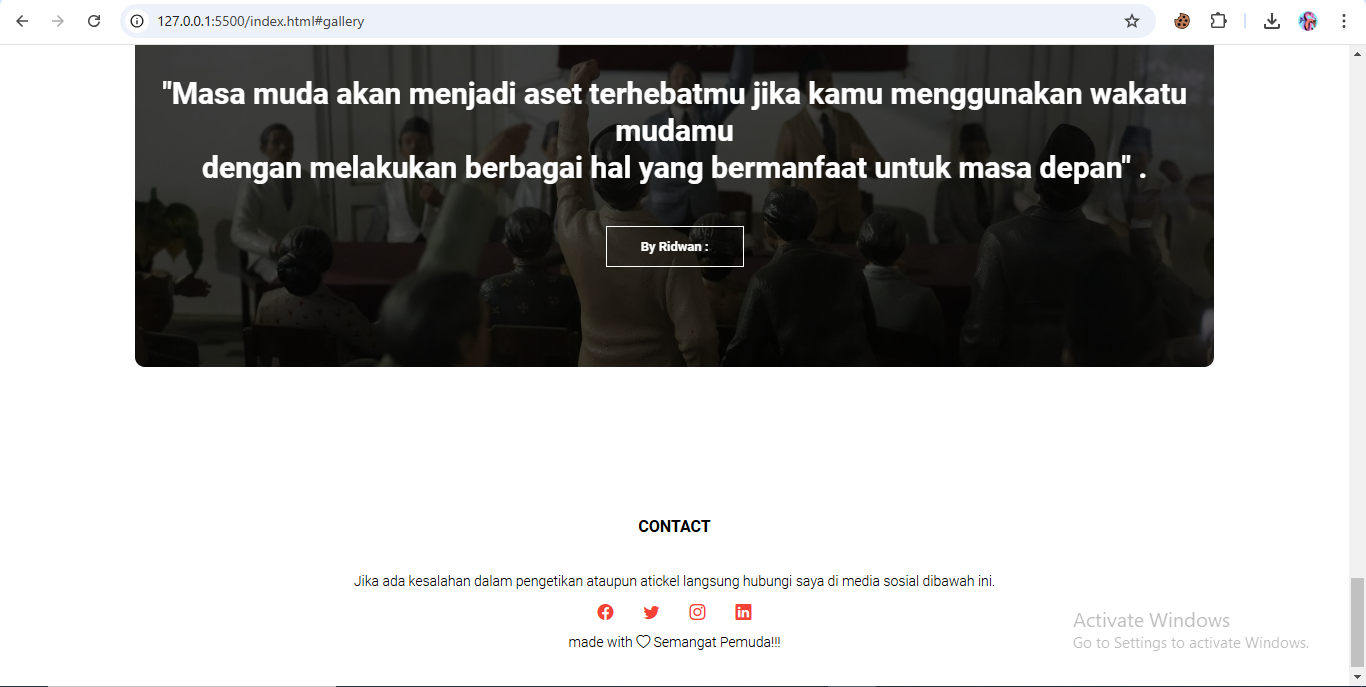 127.0.0.1:5500/index.html#gallery
"Masa muda akan menjadi aset terhebatmu jika kamu menggunakan wakatu
mudamu
dengan melakukan berbagai hal yang bermanfaat untuk masa depan" .
By Ridwan :
CONTACT
Jika ada kesalahan dalam pengetikan ataupun atickel langsung hubungi saya di media sosial dibawah ini.
made with ♡ Semangat Pemuda!!!
Activate Windows
Go to Settings to activate Windows.